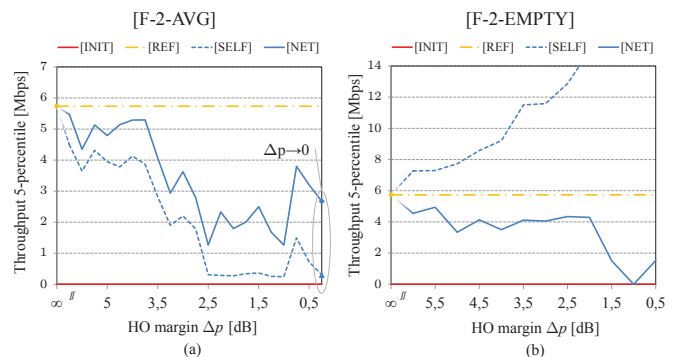 [F-2-AVG]
[INIT] [REF] [SELF] [NET]
Throughput 5-percentile [Mbps]
7
6
5
4
3
2
1
0
Δp→0
∞ // 5 3,5 2,5 1,5 0,5
HO margin Δp [dB]
(a)
[F-2-EMPTY]
[INIT] [REF] [SELF] [NET]
Throughput 5-percentile [Mbps]
14
12
10
8
6
4
2
0
∞ // 5,5 4,5 3,5 2,5 1,5 0,5
HO margin Δp [dB]
(b)